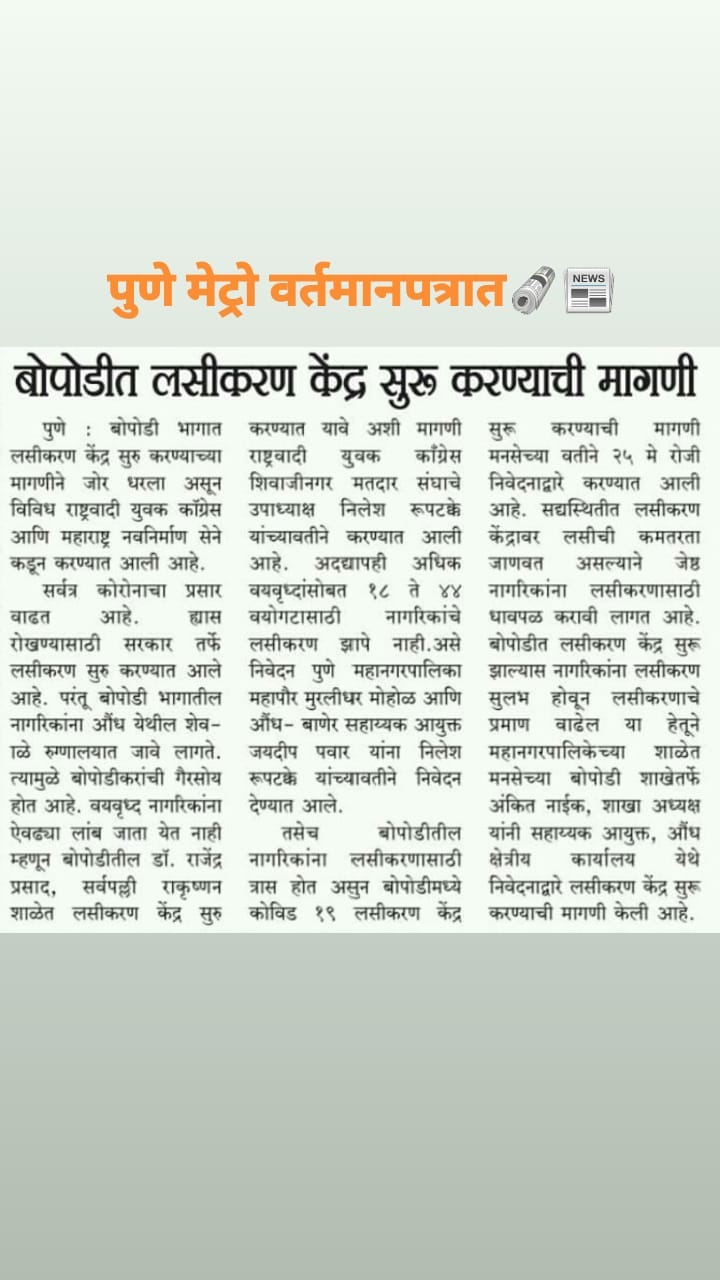 पुणे मेट्रो वर्तमानपत्रात
NEWS
बोपोडीत लसीकरण केंद्र सुरू करण्याची मागणी
पुणे : बोपोडी भागात
लसीकरण केंद्र सुरु करण्याच्या
मागणीने जोर धरला असून
विविध राष्ट्रवादी युवक कॉग्रेस
आणि महाराष्ट्र नवनिर्माण सेने
कडून करण्यात आली आहे.
सर्वत्र कोरोनाचा प्रसार
वाढत आहे. ह्यास
रोखण्यासाठी सरकार तर्फे
लसीकरण सुरु करण्यात आले
आहे. परंतू बोपोडी भागातील
नागरिकांना औंध येथील शेव-
ाळे रुग्णालयात जावे लागते.
त्यामुळे बोपोडीकरांची गैरसोय
होत आहे. वयवृध्द नागरिकांना
ऐवढ्या लांब जाता येत नाही
म्हणून बोपोडीतील डॉ. राजेंद्र
प्रसाद, सर्वपल्ली राकृष्णन
शाळेत लसीकरण केंद्र सुरु
करण्यात यावे अशी मागणी
राष्ट्रवादी युवक काँग्रेस
शिवाजीनगर मतदार संघाचे
उपाध्यक्ष निलेश रूपटक्के
यांच्यावतीने करण्यात आली
आहे. अदद्यापही अधिक
वयवृध्दांसोबत १८ ते ४४
वयोगटासाठी नागरिकांचे
लसीकरण झापे नाही.असे
निवेदन पुणे महानगरपालिका
महापौर मुरलीधर मोहोळ आणि
औंध- बाणेर सहाय्यक आयुक्त
जयदीप पवार यांना निलेश
रूपटक्के यांच्यावतीने निवेदन
देण्यात आले.
तसेच बोपोडीतील
नागरिकांना लसीकरणासाठी
त्रास होत असुन बोपोडीमध्ये
कोविड १९ लसीकरण केंद्र
सुरू करण्याची मागणी
मनसेच्या वतीने २५ मे रोजी
निवेदनाद्वारे करण्यात आली
आहे. सद्यस्थितीत लसीकरण
केंद्रावर लसीची कमतरता
जाणवत असल्याने जेष्ठ
नागरिकांना लसीकरणासाठी
धावपळ करावी लागत आहे.
बोपोडीत लसीकरण केंद्र सुरू
झाल्यास नागरिकांना लसीकरण
सुलभ होवून लसीकरणाचे
प्रमाण वाढेल या हेतूने
महानगरपालिकेच्या शाळेत
मनसेच्या बोपोडी शाखेतर्फे
अंकित नाईक, शाखा अध्यक्ष
यांनी सहाय्यक आयुक्त, औंध
क्षेत्रीय कार्यालय येथे
निवेदनाद्वारे लसीकरण केंद्र सुरू
करण्याची मागणी केली आहे.